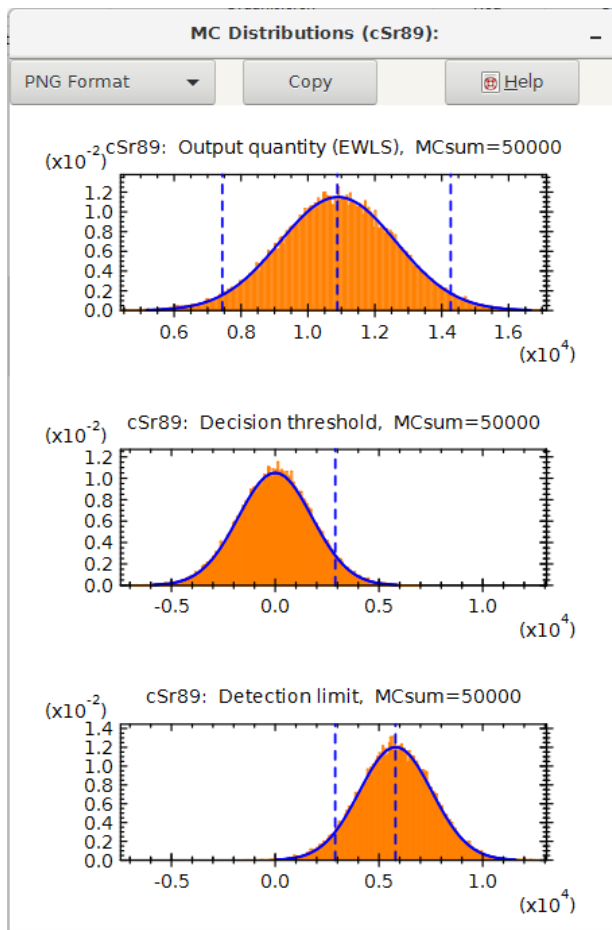 MC Distributions (cSr89):
PNG Format Copy Help
(x10⁻²) cSr89: Output quantity (EWLS), MCsum=50000
1.2
1.0
0.8
0.6
0.4
0.2
0.0
0.6 0.8 1.0 1.2 1.4 1.6
(x10⁴)
cSr89: Decision threshold, MCsum=50000
(x10⁻²)
1.2
1.0
0.8
0.6
0.4
0.2
0.0
-0.5 0.0 0.5 1.0
(x10⁴)
cSr89: Detection limit, MCsum=50000
(x10⁻²)
1.4
1.2
1.0
0.8
0.6
0.4
0.2
0.0
-0.5 0.0 0.5 1.0
(x10⁴)